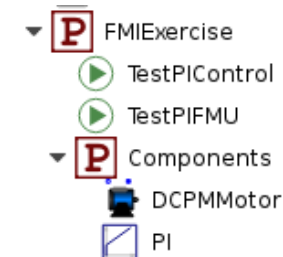 P FMIExercise
TestPIControl
TestPIFMU
P Components
DCPMMotor
PI